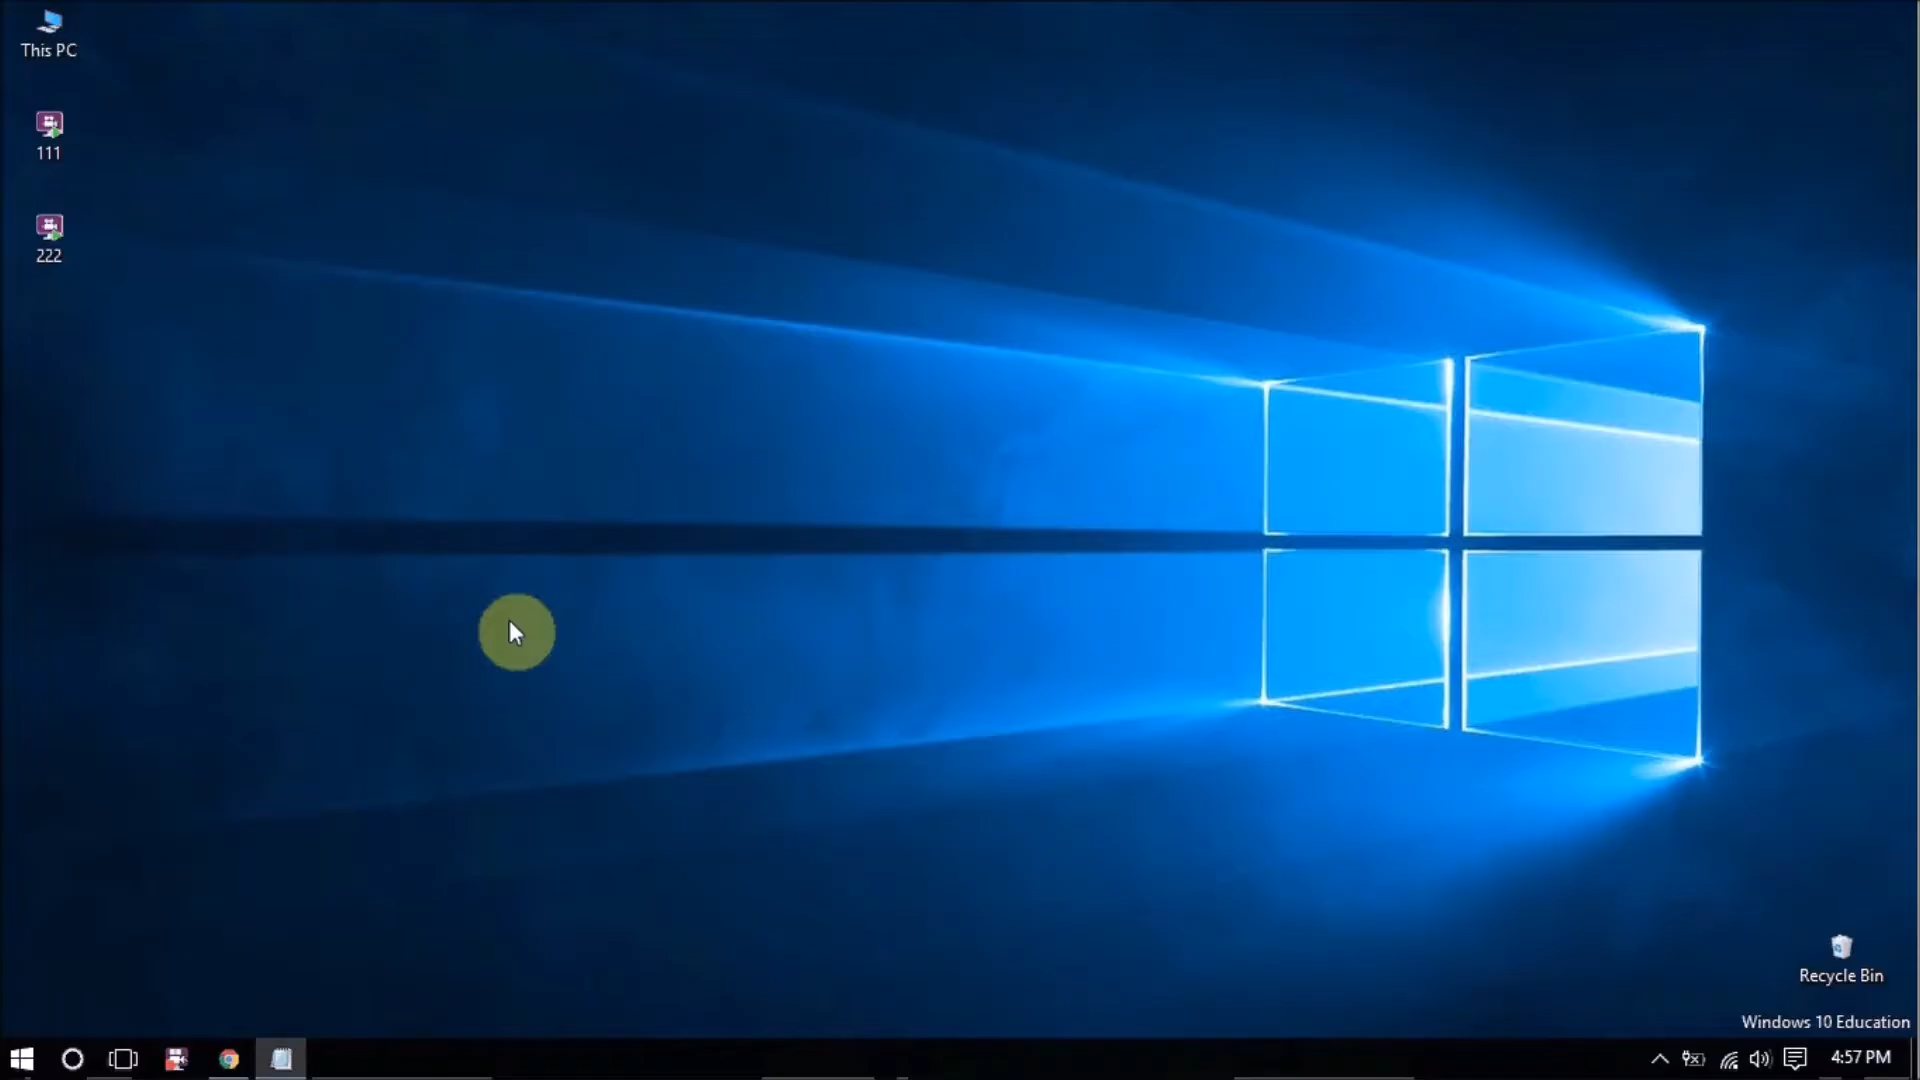 This PC
111
222
Recycle Bin
Windows 10 Education
4:57 PM